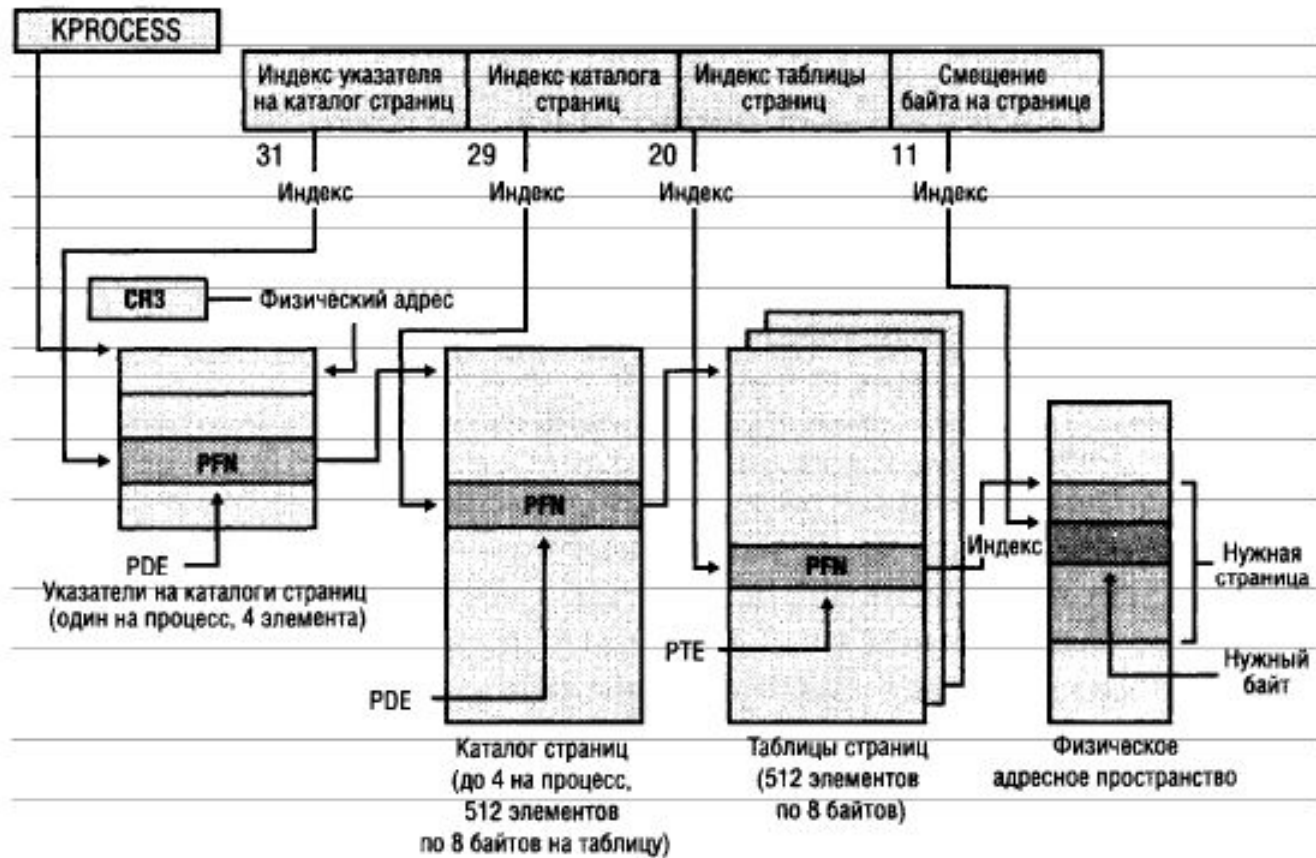 KPROCESS
Индекс указателя
на каталог страниц
Индекс каталога
страниц
Индекс таблицы
страниц
Смещение
байта на странице
31
29
20
11
Индекс
Индекс
Индекс
Индекс
CR3
Физический адрес
PFN
PFN
PFN
Индекс
PDE
Указатели на каталоги страниц
(один на процесс, 4 элемента)
PDE
PTE
Нужная
страница
Нужный
байт
Каталог страниц
(до 4 на процесс,
512 элементов
по 8 байтов на таблицу)
Таблицы страниц
(512 элементов
по 8 байтов)
Физическое
адресное пространство